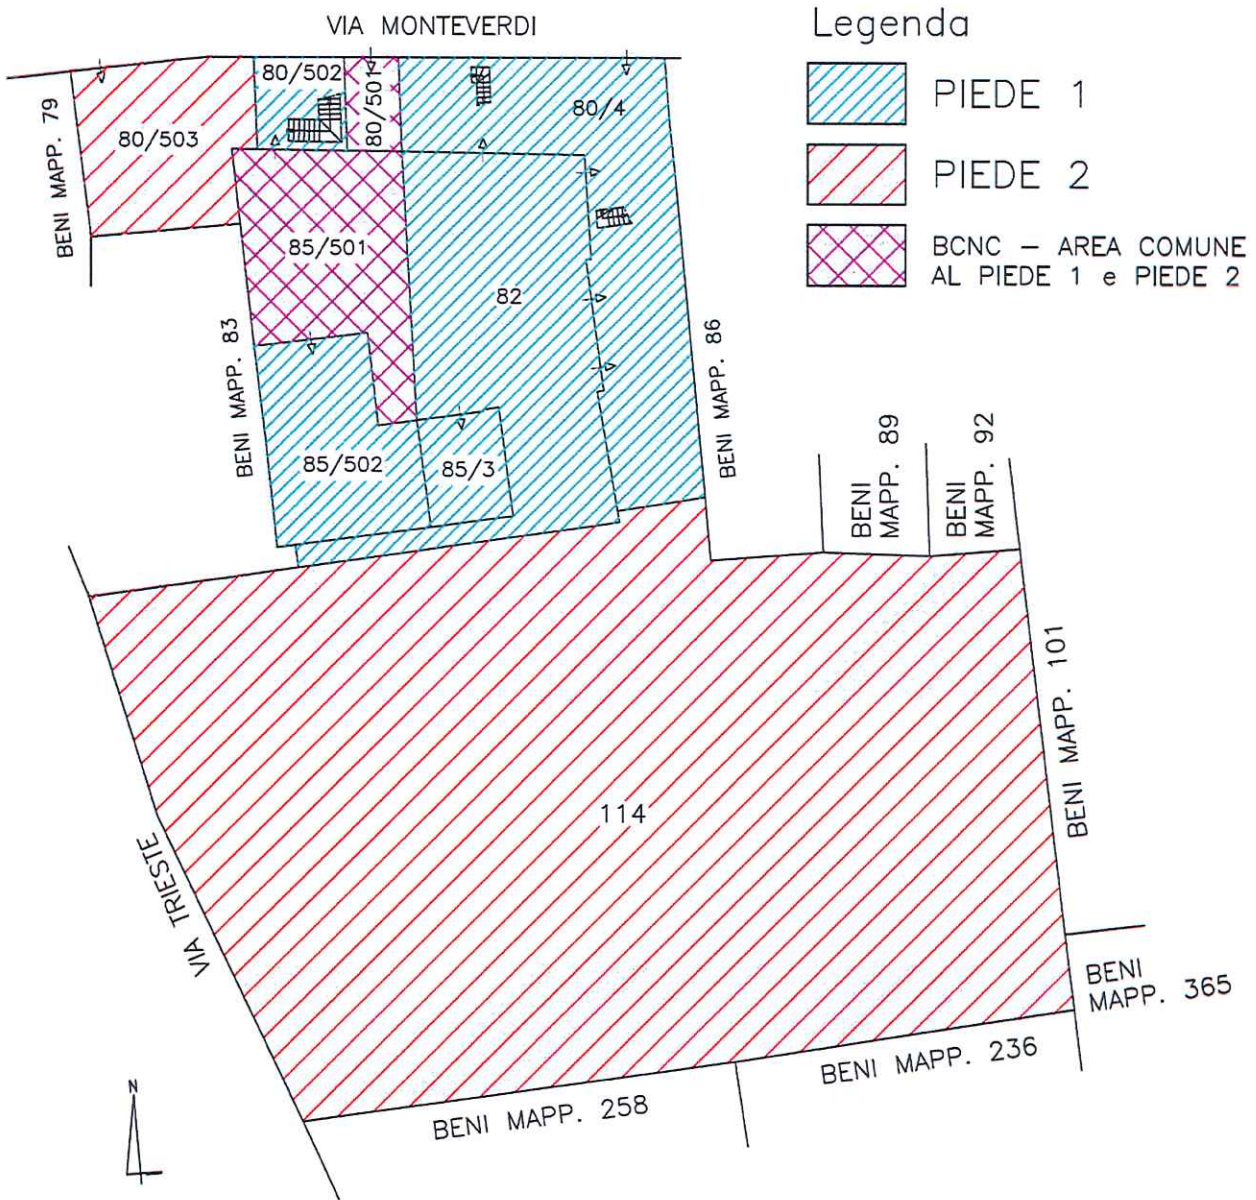 VIA MONTEVERDI
Legenda
PIEDE 1
PIEDE 2
BCNC – AREA COMUNE
AL PIEDE 1 e PIEDE 2
BENI MAPP. 79
80/503
80/502
80/501
80/4
85/501
82
BENI MAPP. 83
BENI MAPP. 86
85/502
85/3
BENI
MAPP. 89
BENI
MAPP. 92
BENI MAPP. 101
114
VIA TRIESTE
BENI
MAPP. 365
BENI MAPP. 236
BENI MAPP. 258
N